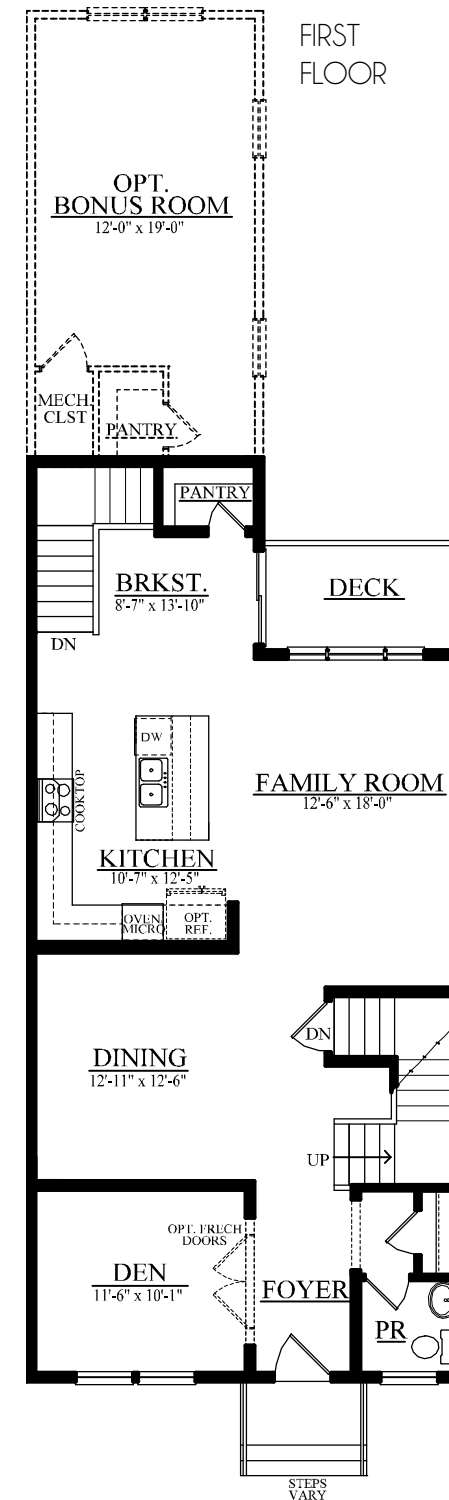 FIRST
FLOOR
OPT.
BONUS ROOM
12'-0" x 19'-0"
MECH
CLST
PANTRY
PANTRY
BRKST.
8'-7" x 13'-10"
DECK
DN
DW
COOKTOP
FAMILY ROOM
12'-6" x 18'-0"
KITCHEN
10'-7" x 12'-5"
OVEN
MICRO
OPT.
REF.
DN
DINING
12'-11" x 12'-6"
UP
OPT. FRECH
DOORS
DEN
11'-6" x 10'-1"
FOYER
PR
STEPS
VARY